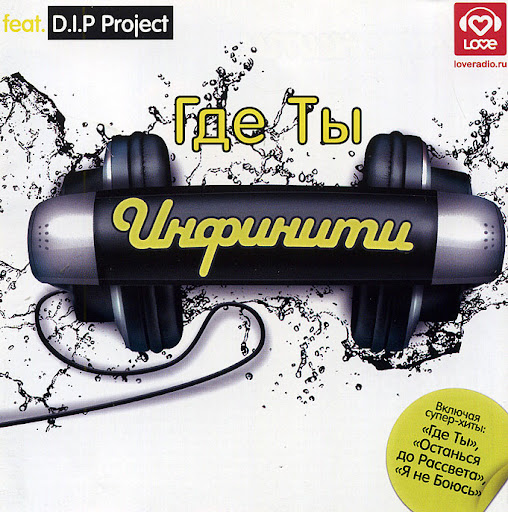 feat. D.I.P Project
LOVE
loveradio.ru
Где Ты
Инфинити
Включая
супер-хиты:
«Где Ты»,
«Останься
до Рассвета»,
«Я не Боюсь»